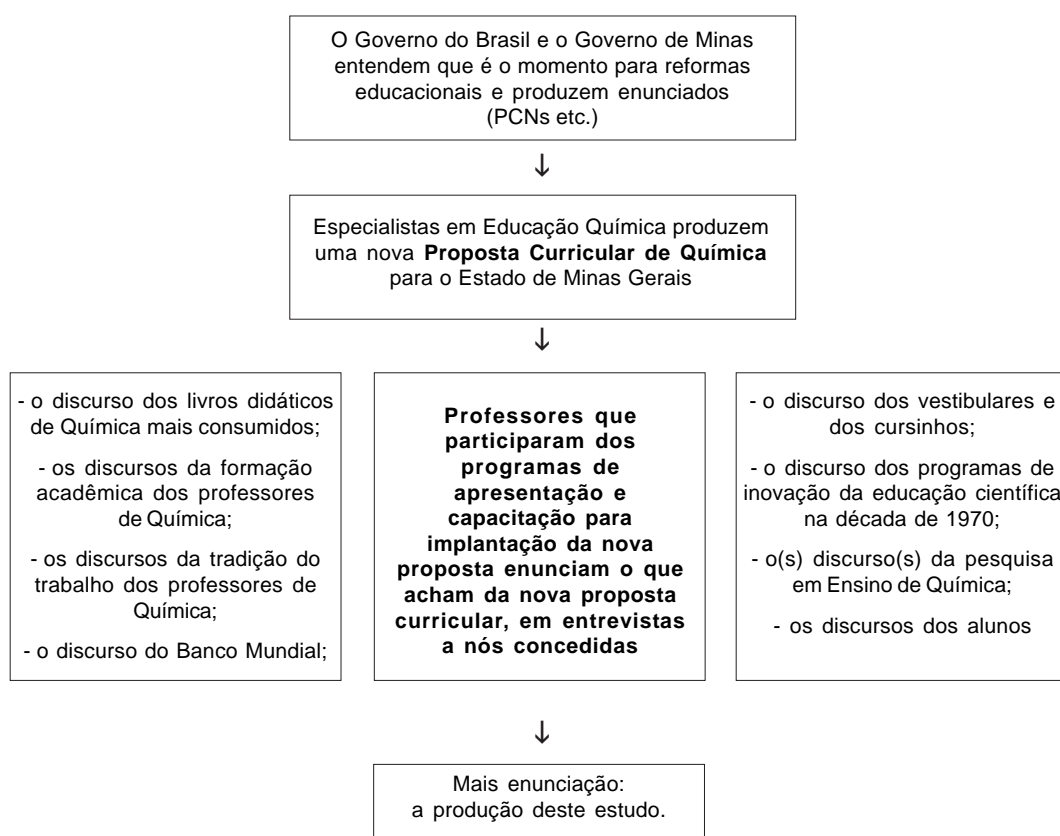 O Governo do Brasil e o Governo de Minas
entendem que é o momento para reformas
educacionais e produzem enunciados
(PCNs etc.)
↓
Especialistas em Educação Química produzem
uma nova Proposta Curricular de Química
para o Estado de Minas Gerais
↓
- o discurso dos livros didáticos
de Química mais consumidos;
- os discursos da formação
acadêmica dos professores
de Química;
- os discursos da tradição do
trabalho dos professores de
Química;
- o discurso do Banco Mundial;
Professores que
participaram dos
programas de
apresentação e
capacitação para
implantação da nova
proposta enunciam o que
acham da nova proposta
curricular, em entrevistas
a nós concedidas
- o discurso dos vestibulares e
dos cursinhos;
- o discurso dos programas de
inovação da educação científica
na década de 1970;
- o(s) discurso(s) da pesquisa
em Ensino de Química;
- os discursos dos alunos
↓
Mais enunciação:
a produção deste estudo.